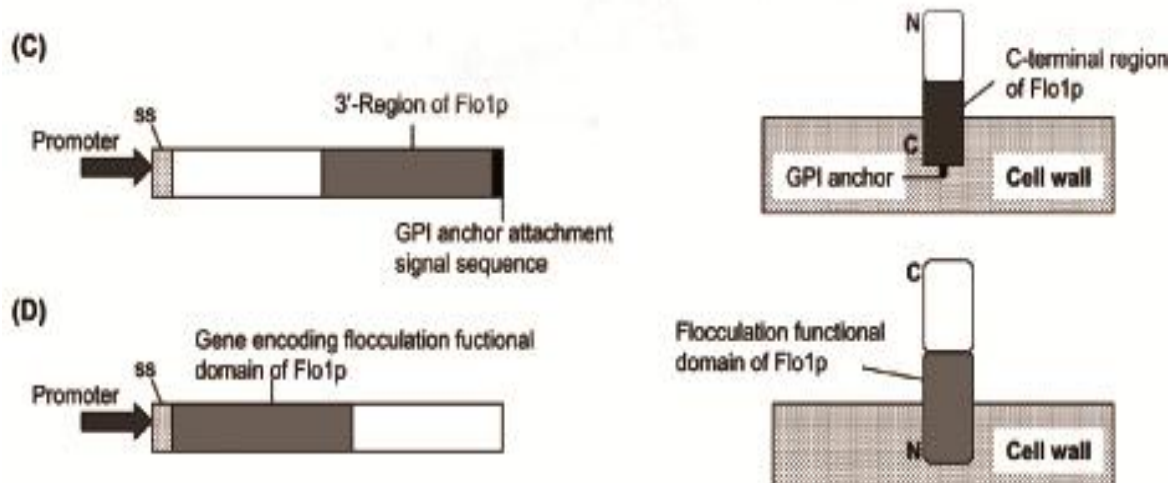 (C)
ss
Promoter
3'-Region of Flo1p
GPI anchor attachment
signal sequence
N
C-terminal region
of Flo1p
C
GPI anchor
Cell wall
(D)
Gene encoding flocculation fuctional
domain of Flo1p
ss
Promoter
C
Flocculation functional
domain of Flo1p
N
Cell wall